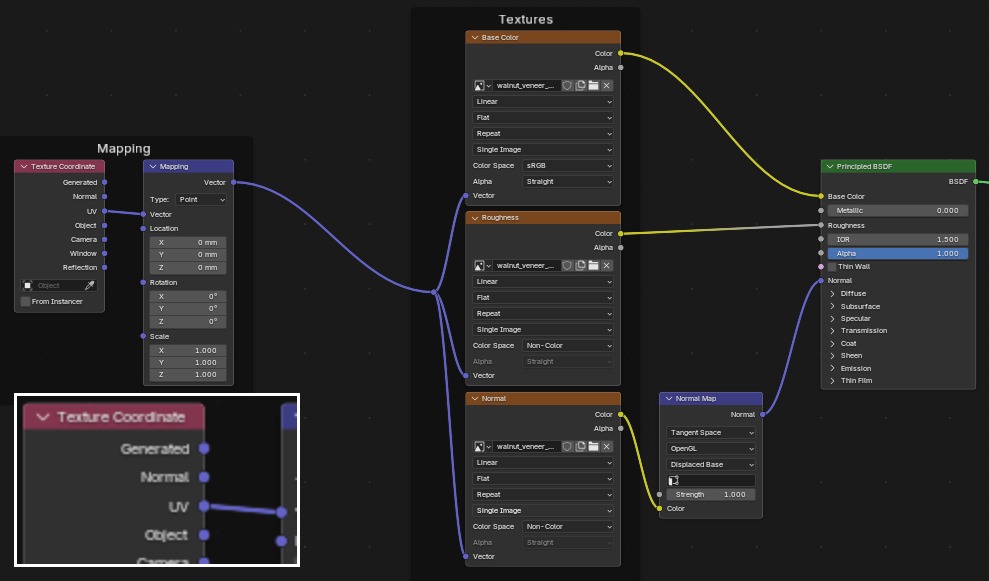 Textures
Base Color
Color
Alpha
walnut_veneer_...
Linear
Flat
Repeat
Single Image
Color Space sRGB
Alpha Straight
Vector
Mapping
Texture Coordinate
Generated
Normal
UV
Object
Camera
Window
Reflection
Object
From Instancer
Mapping
Vector
Type: Point
Vector
Location
X 0 mm
Y 0 mm
Z 0 mm
Rotation
X 0°
Y 0°
Z 0°
Scale
X 1.000
Y 1.000
Z 1.000
Roughness
Color
Alpha
walnut_veneer_...
Linear
Flat
Repeat
Single Image
Color Space Non-Color
Alpha Straight
Vector
Normal
Color
Alpha
walnut_veneer_...
Linear
Flat
Repeat
Single Image
Color Space Non-Color
Alpha Straight
Vector
Normal Map
Normal
Tangent Space
OpenGL
Displaced Base
Strength 1.000
Color
Principled BSDF
BSDF
Base Color
Metallic 0.000
Roughness
IOR 1.500
Alpha 1.000
Thin Wall
Normal
Diffuse
Subsurface
Specular
Transmission
Coat
Sheen
Emission
Thin Film
Texture Coordinate
Generated
Normal
UV
Object
Camera